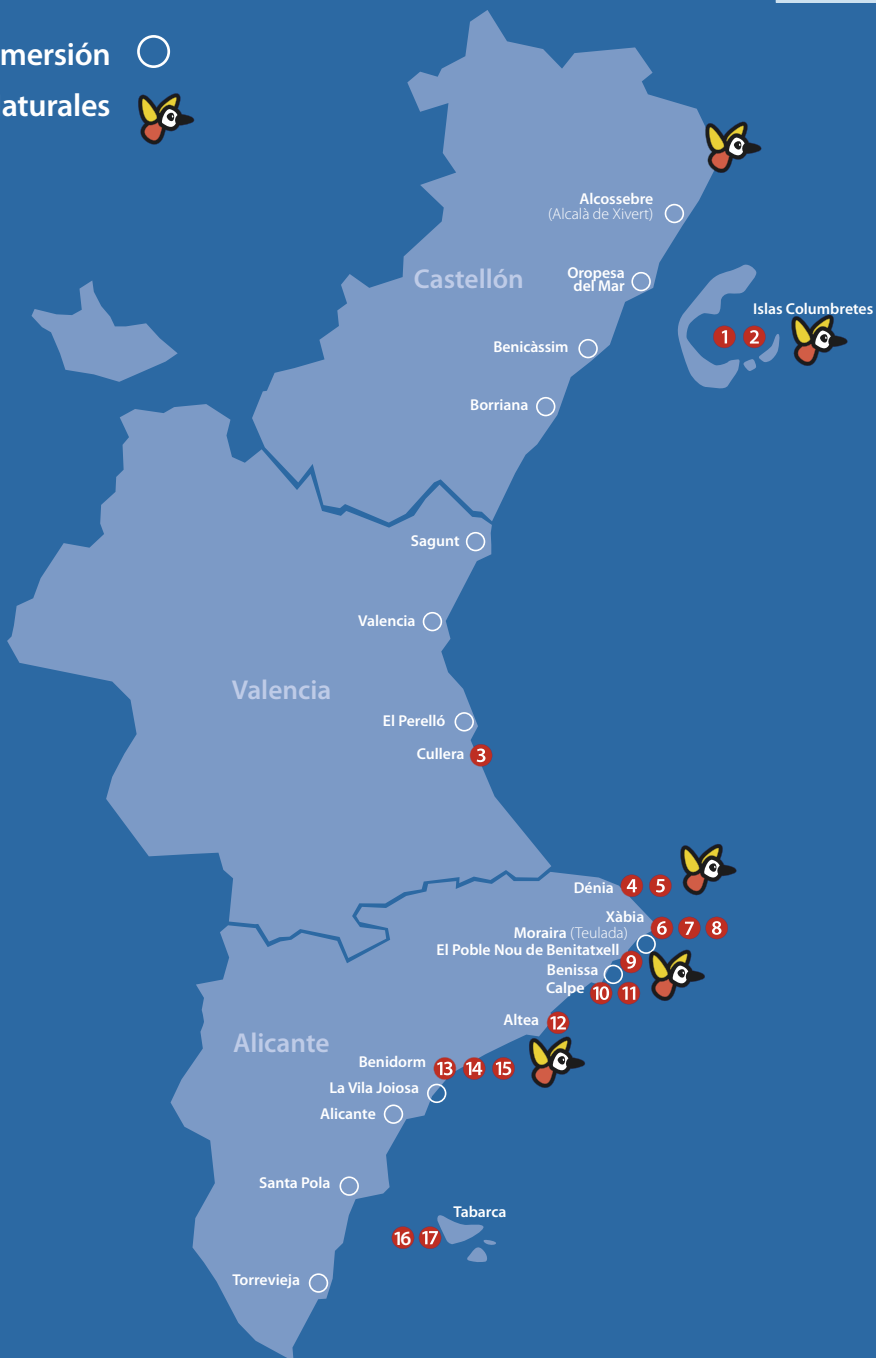 mersión
aturales
Alcossebre
(Alcalà de Xivert)
Castellón
Oropesa
del Mar
Islas Columbretes
1 2
Benicàssim
Borriana
Sagunt
Valencia
Valencia
El Perelló
Cullera 3
Dénia 4 5
Xàbia
6 7 8
Moraira (Teulada)
El Poble Nou de Benitatxell
9
Benissa
Calpe 10 11
Altea 12
Alicante
Benidorm 13 14 15
La Vila Joiosa
Alicante
Santa Pola
Tabarca
16 17
Torrevieja